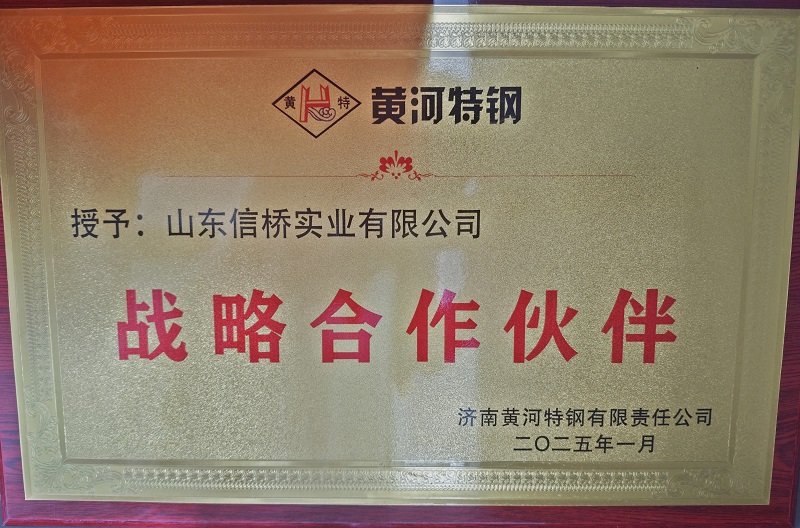 黄 特 黄河特钢
授予：山东信桥实业有限公司
战略合作伙伴
济南黄河特钢有限责任公司
二〇二五年一月